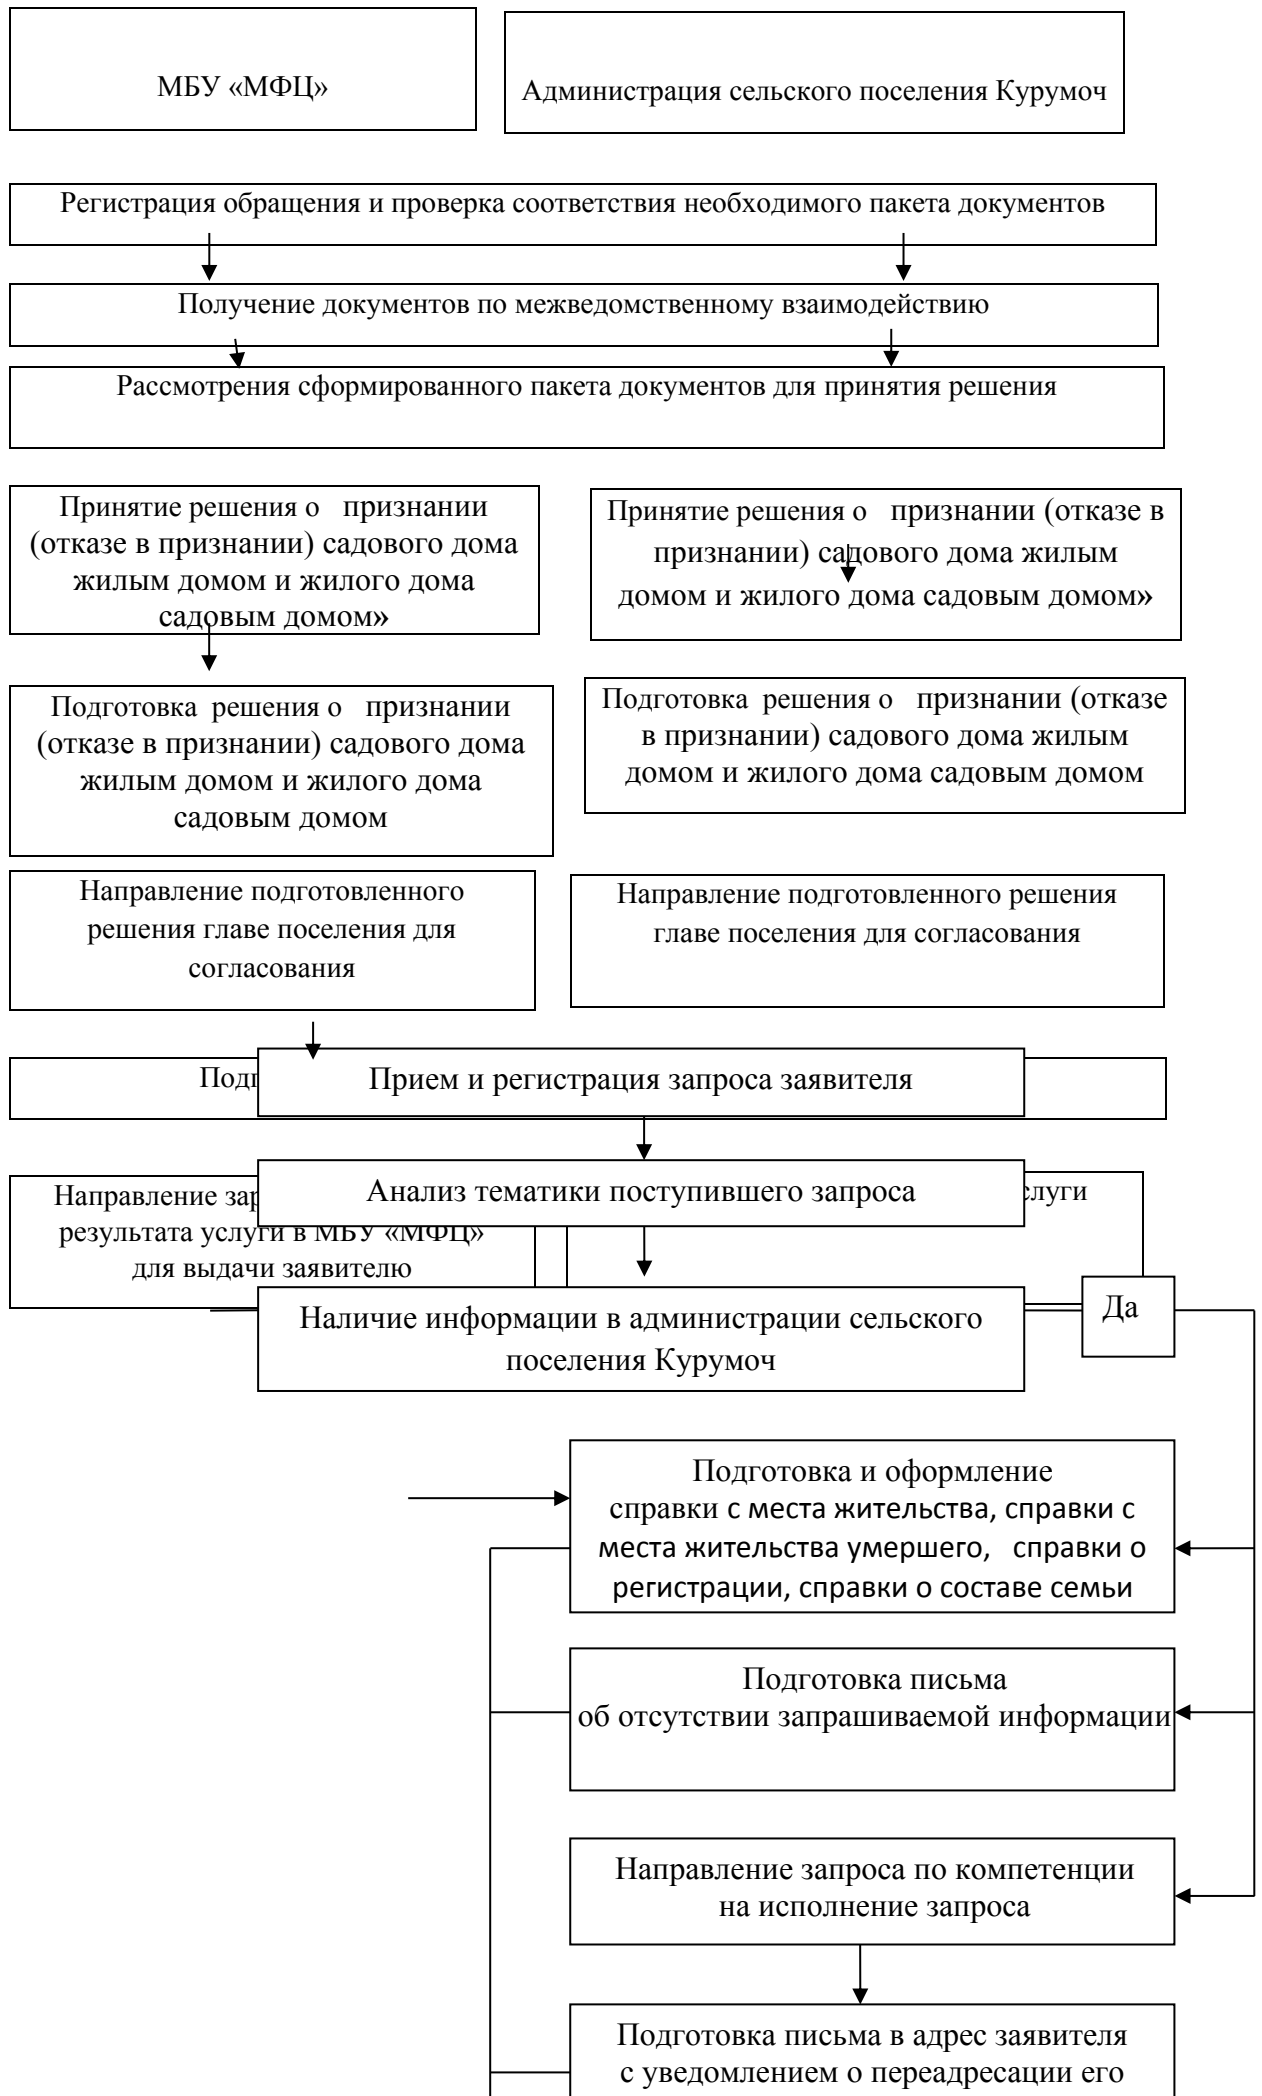 МБУ «МФЦ»
Администрация сельского поселения Курумоч
Регистрация обращения и проверка соответствия необходимого пакета документов
Получение документов по межведомственному взаимодействию
Рассмотрения сформированного пакета документов для принятия решения
Принятие решения о признании
(отказе в признании) садового дома
жилым домом и жилого дома
садовым домом»
Принятие решения о признании (отказе в
признании) садового дома жилым
домом и жилого дома садовым домом»
Подготовка решения о признании
(отказе в признании) садового дома
жилым домом и жилого дома
садовым домом
Подготовка решения о признании (отказе
в признании) садового дома жилым
домом и жилого дома садовым домом
Направление подготовленного
решения главе поселения для
согласования
Направление подготовленного решения
главе поселения для согласования
Прием и регистрация запроса заявителя
Анализ тематики поступившего запроса
Направление
результата услуги в МБУ «МФЦ»
для выдачи заявителю
Наличие информации в администрации сельского
поселения Курумоч
Да
Подготовка и оформление
справки с места жительства, справки с
места жительства умершего, справки о
регистрации, справки о составе семьи
Подготовка письма
об отсутствии запрашиваемой информации
Направление запроса по компетенции
на исполнение запроса
Подготовка письма в адрес заявителя
с уведомлением о переадресации его